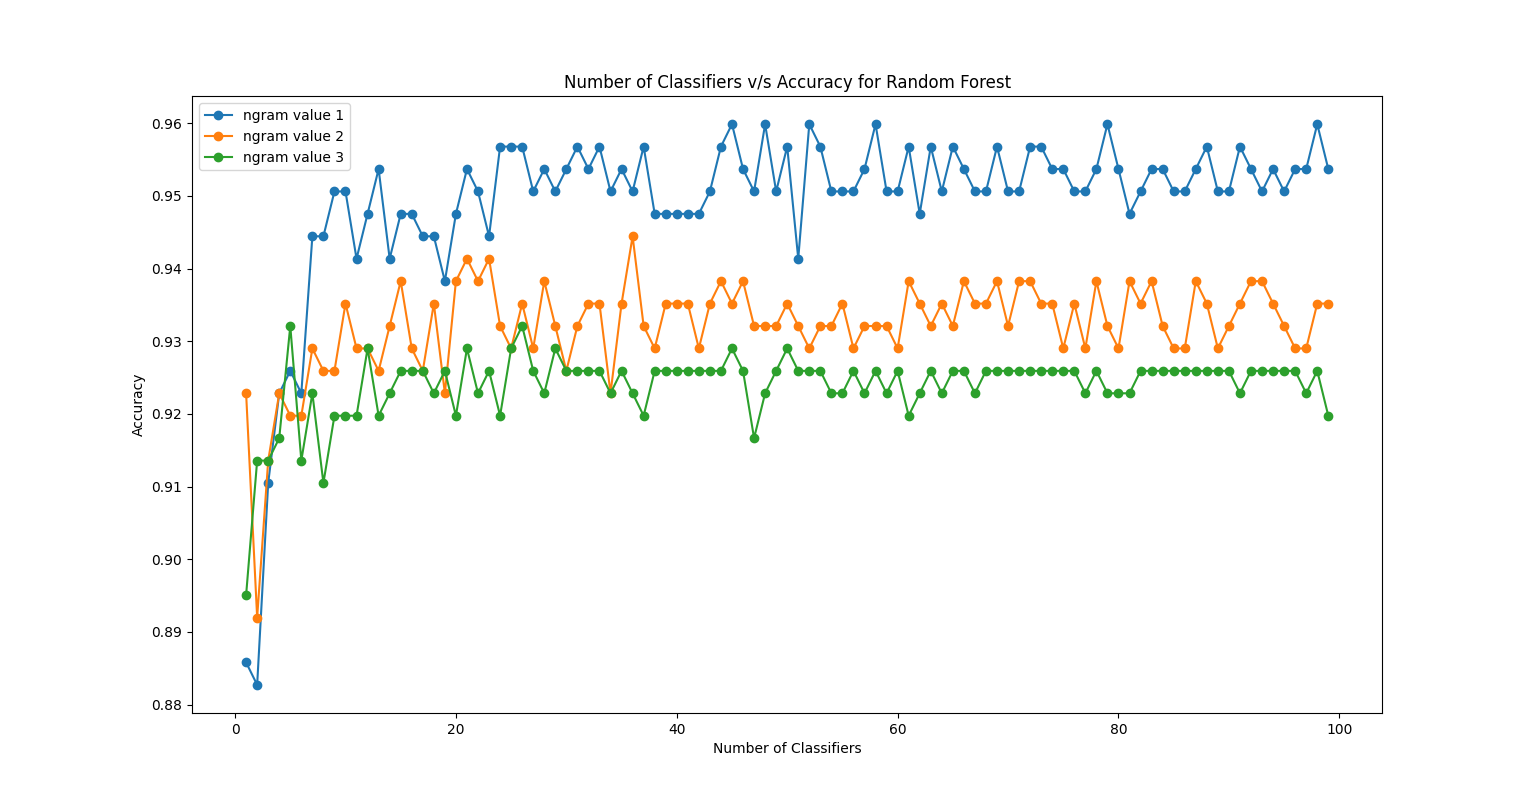 Number of Classifiers v/s Accuracy for Random Forest
ngram value 1
ngram value 2
ngram value 3
Accuracy
0.96
0.95
0.94
0.93
0.92
0.91
0.90
0.89
0.88
0
20
40
60
80
100
Number of Classifiers